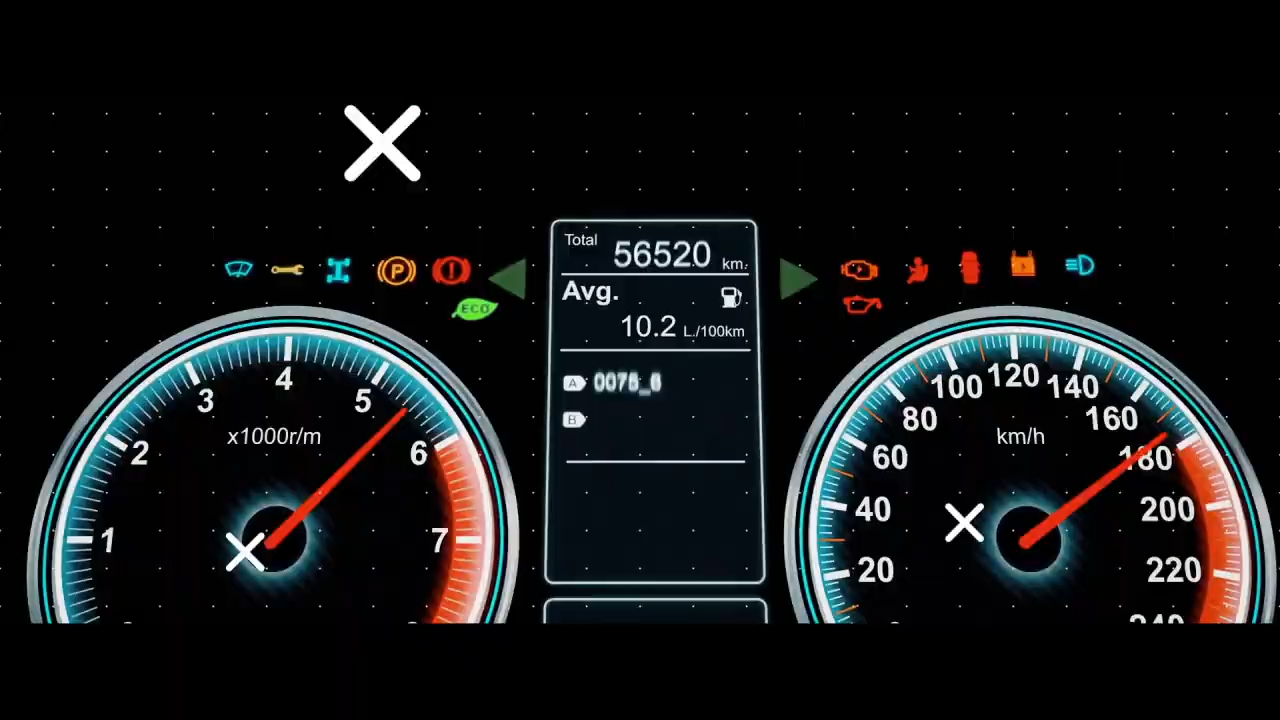 Total 56520 km.
P
ECO
Avg.
10.2 L./100km
A
B
1 2 3 4 5 6 7
x1000r/m
20 40 60 80 100 120 140 160 180 200 220 240
km/h